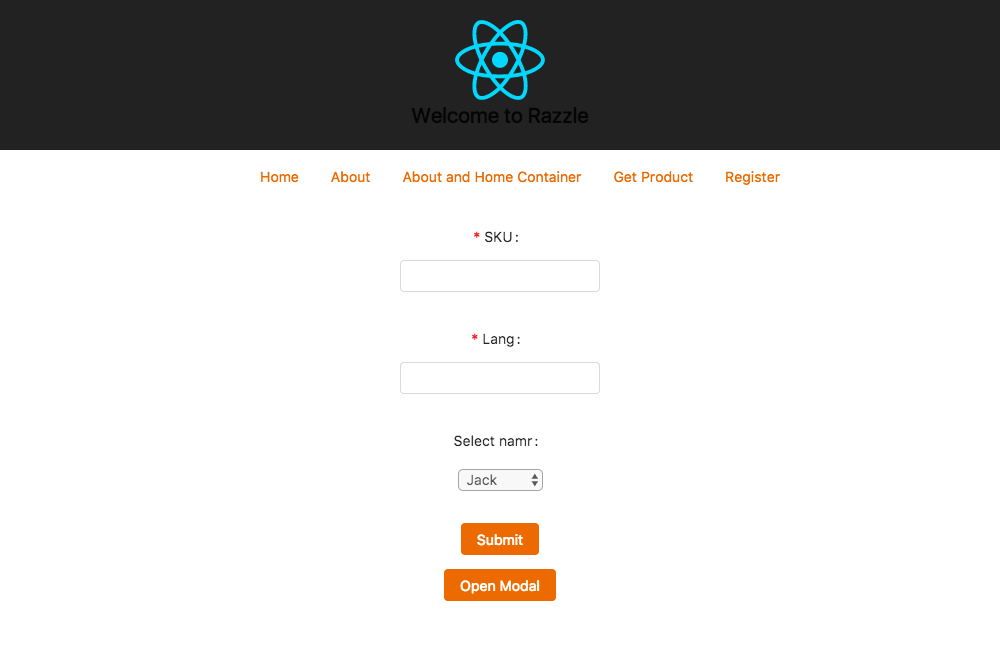 Welcome to Razzle
Home About About and Home Container Get Product Register
* SKU:
* Lang:
Select namr:
Jack
Submit
Open Modal